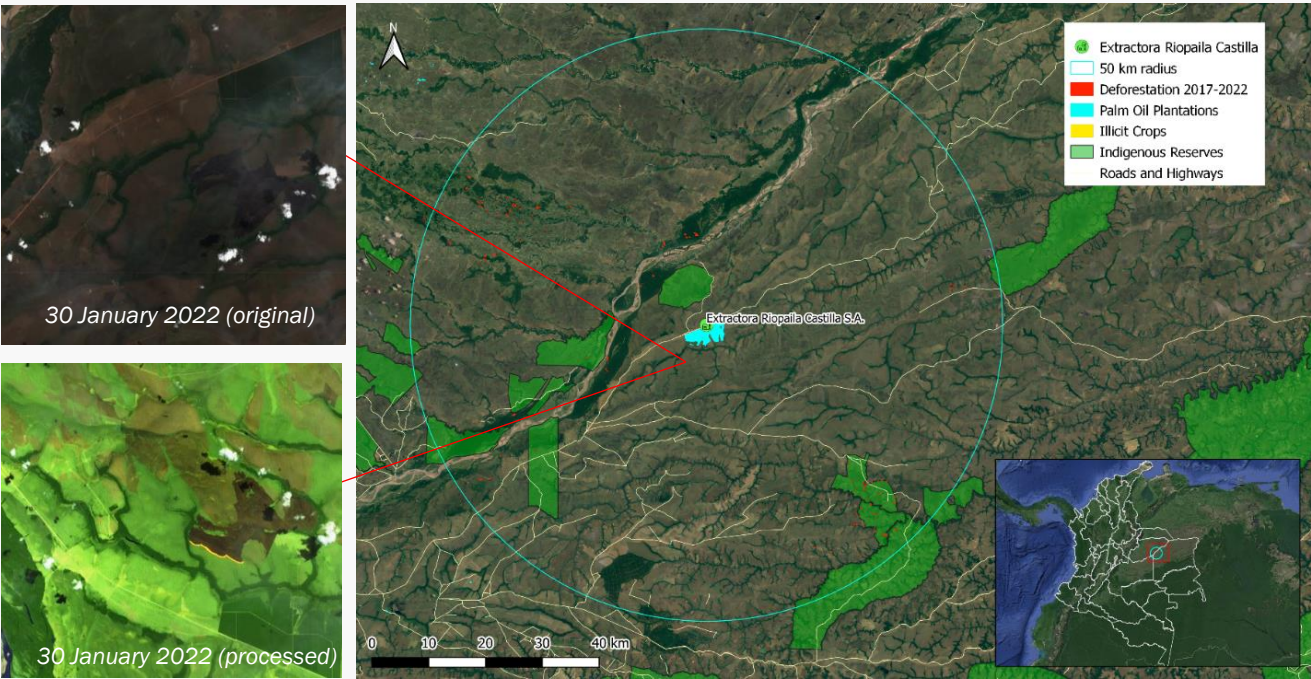 30 January 2022 (original)
30 January 2022 (processed)
N
Extractora Riopaila Castilla
50 km radius
Deforestation 2017-2022
Palm Oil Plantations
Illicit Crops
Indigenous Reserves
Roads and Highways
Extractora Riopaila Castilla S.A.
0 10 20 30 40 km